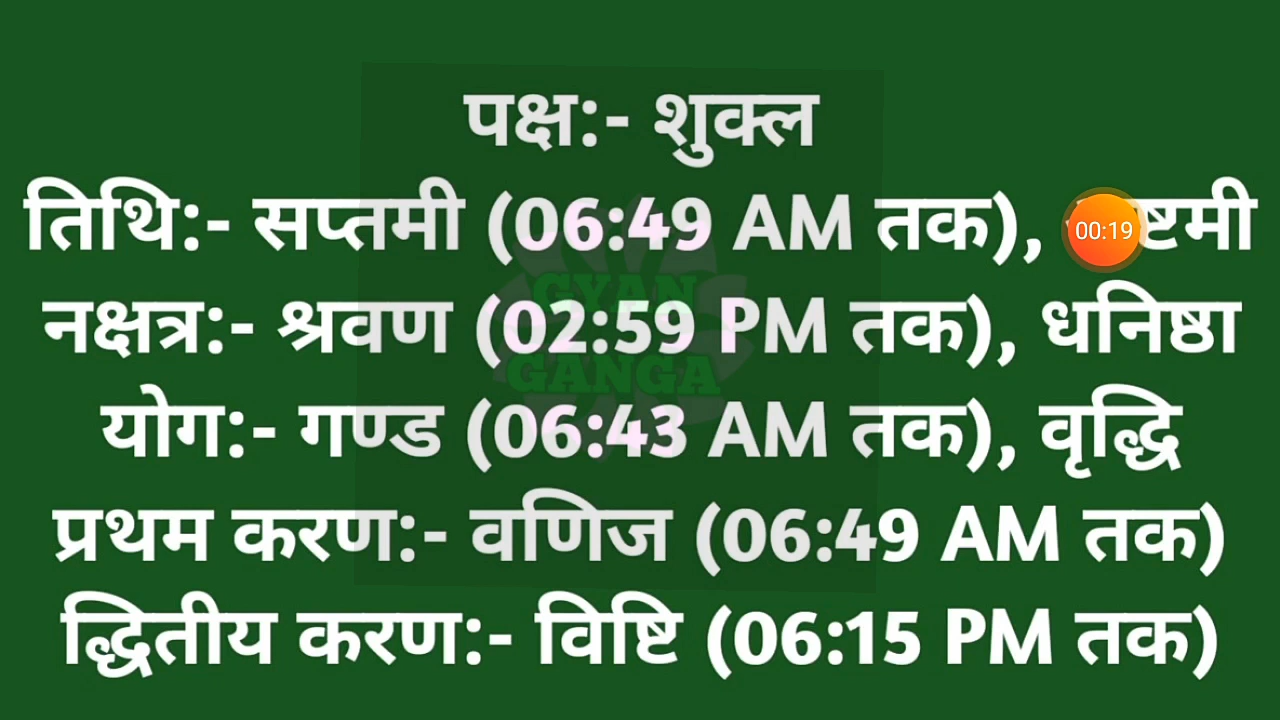 पक्ष:- शुक्ल
तिथि:- सप्तमी (06:49 AM तक),
00:19
नक्षत्र:- श्रवण (02:59 PM तक), धनिष्ठा
योग:- गण्ड (06:43 AM तक), वृद्धि
प्रथम करण:- वणिज (06:49 AM तक)
द्धितीय करण:- विष्टि (06:15 PM तक)
GYAN
GANGA